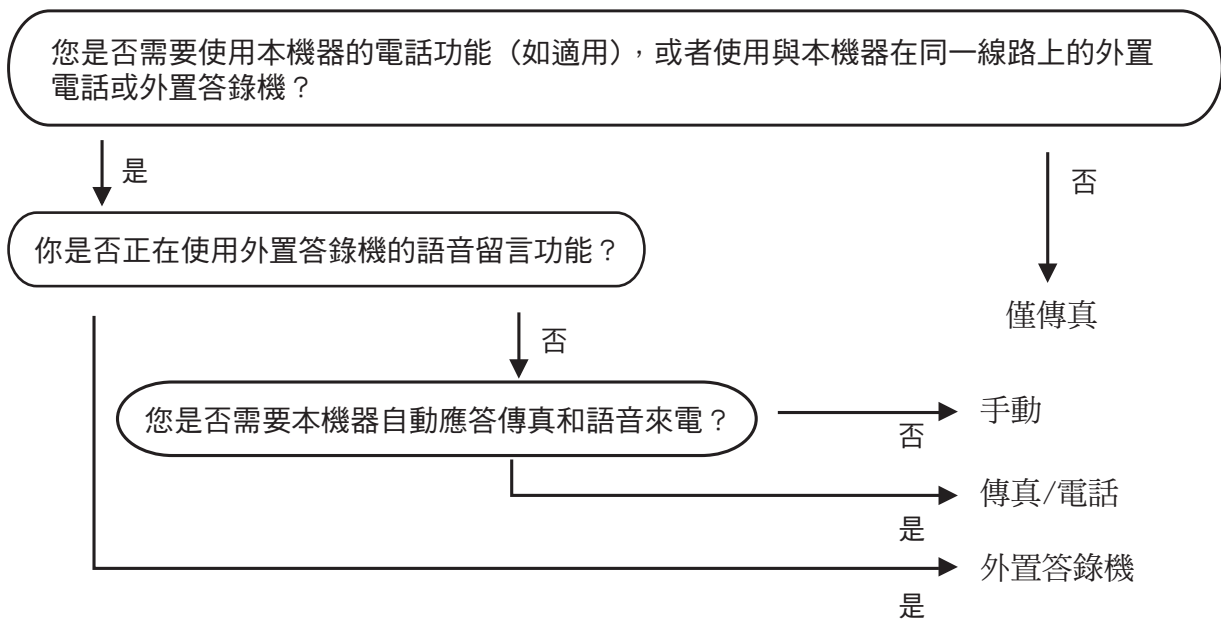 您是否需要使用本機器的電話功能（如適用），或者使用與本機器在同一線路上的外置
電話或外置答錄機？
是
否
你是否正在使用外置答錄機的語音留言功能？
僅傳真
否
您是否需要本機器自動應答傳真和語音來電？
手動
否
傳真/電話
是
外置答錄機
是